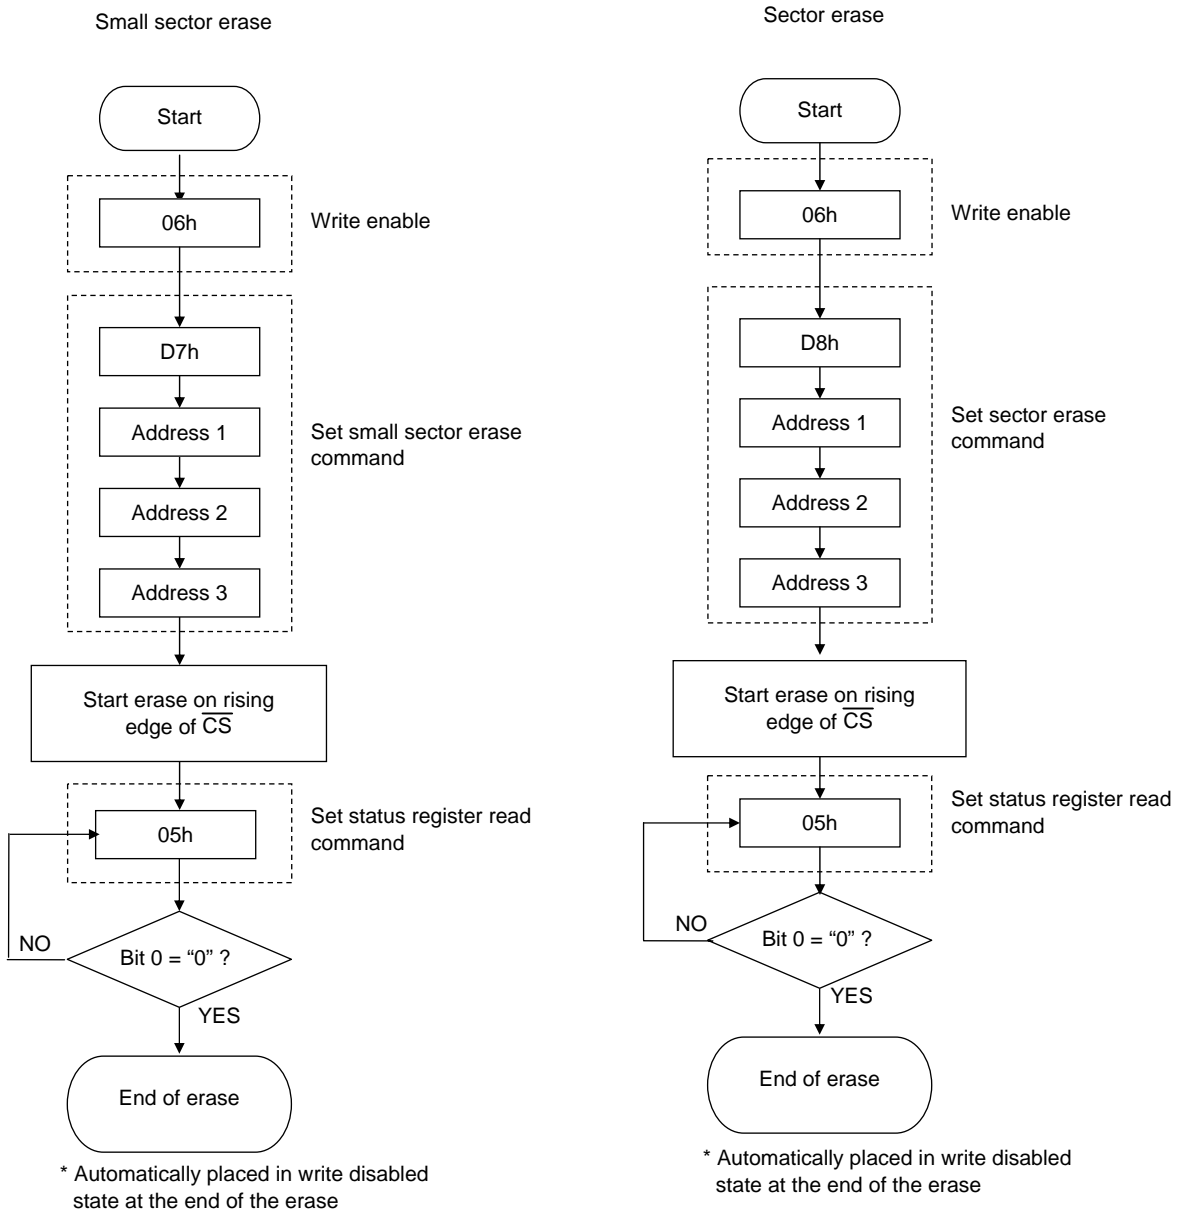 Small sector erase
Start
06h
Write enable
D7h
Address 1
Set small sector erase
command
Address 2
Address 3
Start erase on rising
edge of C̅S̅
Set status register read
command
05h
NO
Bit 0 = “0” ?
YES
End of erase
* Automatically placed in write disabled
state at the end of the erase
Sector erase
Start
06h
Write enable
D8h
Address 1
Set sector erase
command
Address 2
Address 3
Start erase on rising
edge of C̅S̅
Set status register read
command
05h
NO
Bit 0 = “0” ?
YES
End of erase
* Automatically placed in write disabled
state at the end of the erase